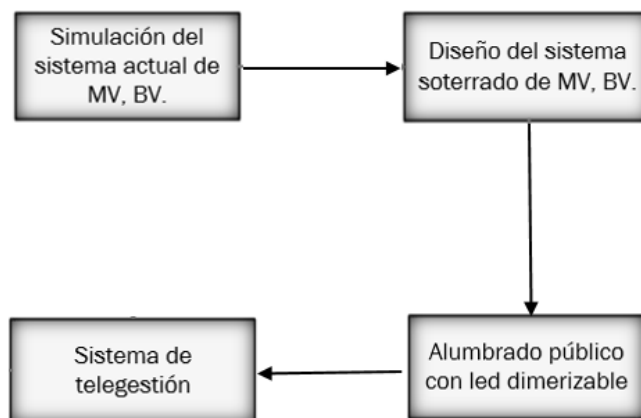 Simulación del
sistema actual de
MV, BV.
Diseño del sistema
soterrado de MV, BV.
Alumbrado público
con led dimerizable
Sistema de
telegestión